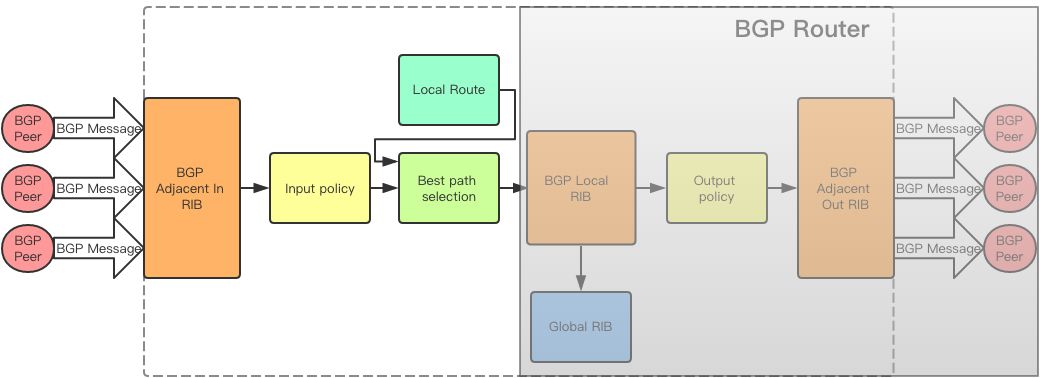 BGP Router
Local Route
BGP
Peer
BGP Message
BGP
Peer
BGP Message
BGP
Peer
BGP Message
BGP
Adjacent In
RIB
Input policy
Best path
selection
BGP Local
RIB
Output
policy
BGP
Adjacent
Out RIB
BGP Message
BGP
Peer
BGP Message
BGP
Peer
BGP Message
BGP
Peer
Global RIB